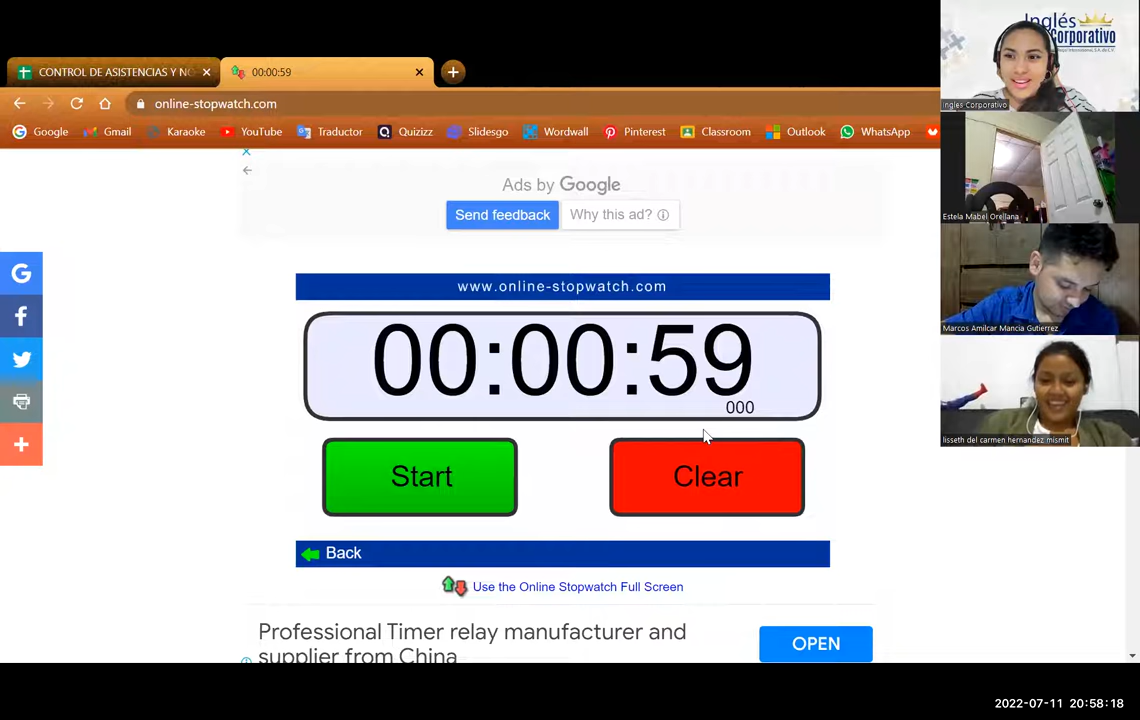 CONTROL DE ASISTENCIAS Y NO
00:00:59
online-stopwatch.com
Google
Gmail
Karaoke
YouTube
Traductor
Quizizz
Slidesgo
Wordwall
Pinterest
Classroom
Outlook
WhatsApp
Ads by Google
Send feedback
Why this ad?
www.online-stopwatch.com
00:00:59
000
Start
Clear
Back
Use the Online Stopwatch Full Screen
Professional Timer relay manufacturer and
supplier from China
OPEN
Inglés
Corporativo
Ingles Corporativo
Estela Mabel Orellana
Marcos Amilcar Mancia Gutierrez
lisseth del carmen hernandez mismit
2022-07-11 20:58:18